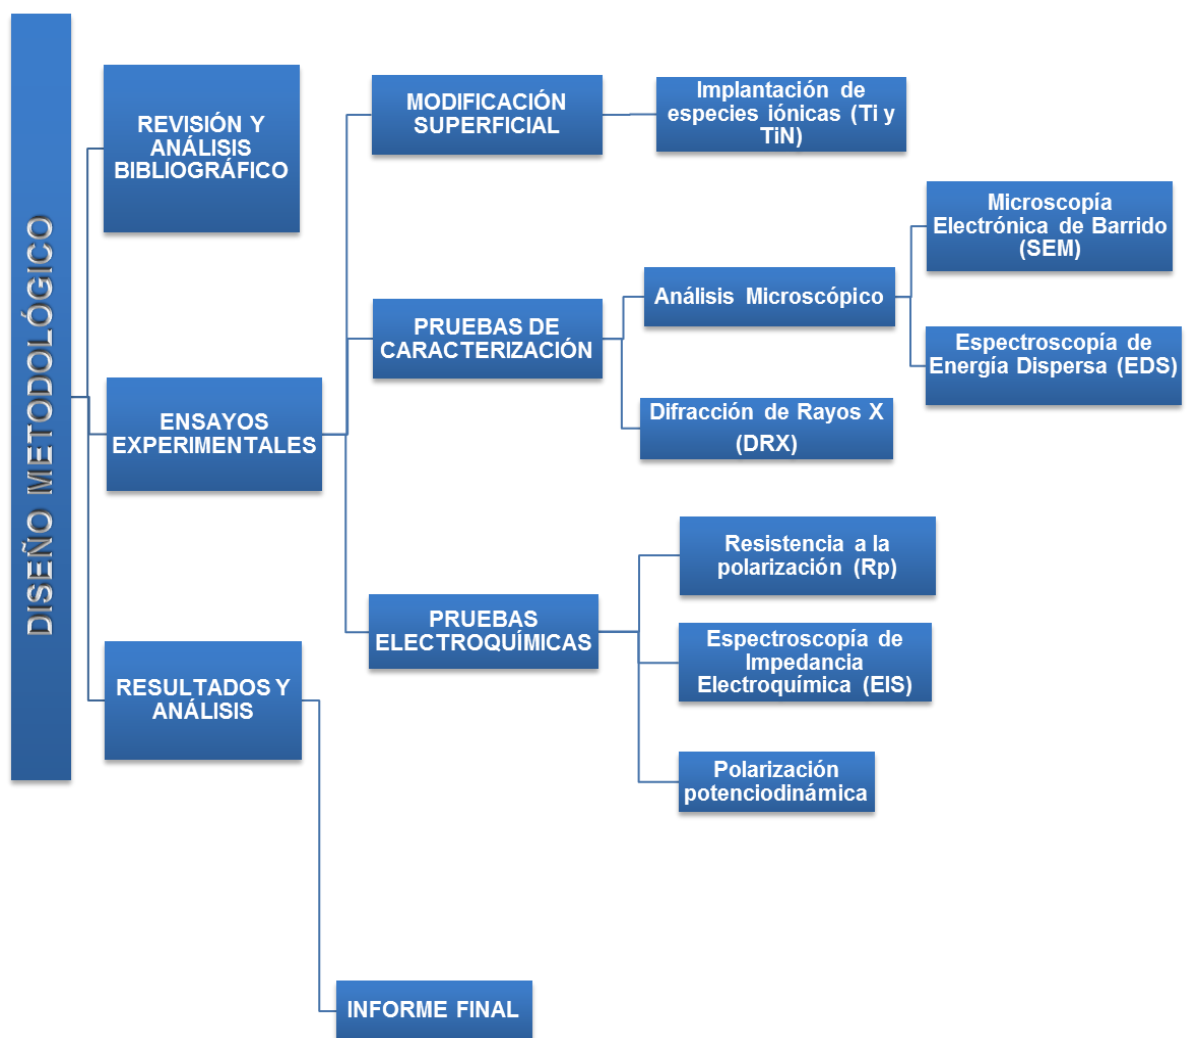 DISEÑO METODOLÓGICO
REVISIÓN Y
ANÁLISIS
BIBLIOGRÁFICO
ENSAYOS
EXPERIMENTALES
MODIFICACIÓN
SUPERFICIAL
Implantación de
especies iónicas (Ti y
TiN)
PRUEBAS DE
CARACTERIZACIÓN
Análisis Microscópico
Microscopía
Electrónica de Barrido
(SEM)
Espectroscopía de
Energía Dispersa (EDS)
Difracción de Rayos X
(DRX)
PRUEBAS
ELECTROQUÍMICAS
Resistencia a la
polarización (Rp)
Espectroscopía de
Impedancia
Electroquímica (EIS)
Polarización
potenciodinámica
RESULTADOS Y
ANÁLISIS
INFORME FINAL